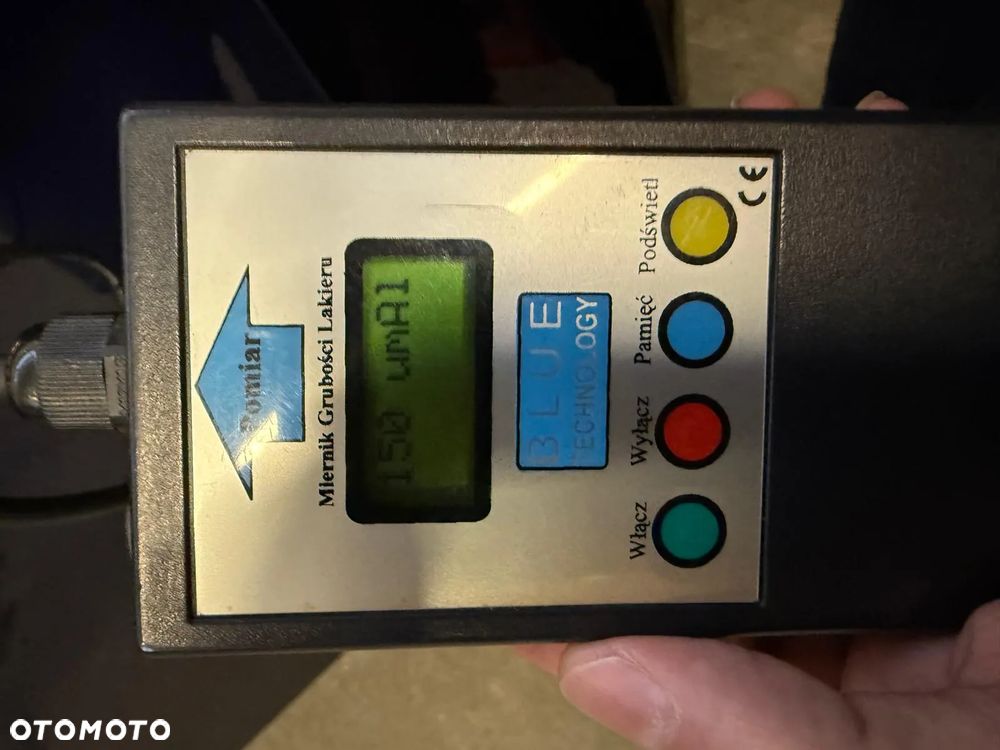 Pomiar
Miernik Grubości Lakieru
150 umAl
BLUE
TECHNOLOGY
Włącz Wyłącz Pamięć Podświetl
CE
OTOMOTO